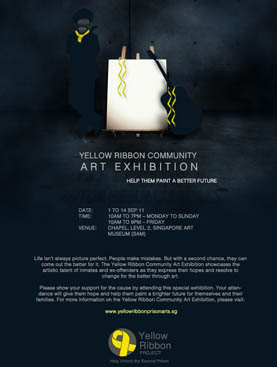 YELLOW RIBBON COMMUNITY
ART EXHIBITION
HELP THEM PAINT A BETTER FUTURE
DATE: 1 TO 14 SEP 11
TIME: 10AM TO 7PM – MONDAY TO SUNDAY
10AM TO 9PM – FRIDAY
VENUE: CHAPEL, LEVEL 2, SINGAPORE ART
MUSEUM (SAM)
Life isn't always picture perfect. People make mistakes. But with a second chance, they can
come out the better for it. The Yellow Ribbon Community Art Exhibition showcases the
artistic talent of inmates and ex-offenders as they express their hopes and resolve to
change for the better through art.
Please show your support for the cause by attending this special exhibition. Your atten-
dance will give them hope and help them paint a brighter future for themselves and their
families. For more information on the Yellow Ribbon Community Art Exhibition, please visit:
www.yellowribbonprisonarts.sg
Yellow
Ribbon
PROJECT
Help Unlock the Second Prison